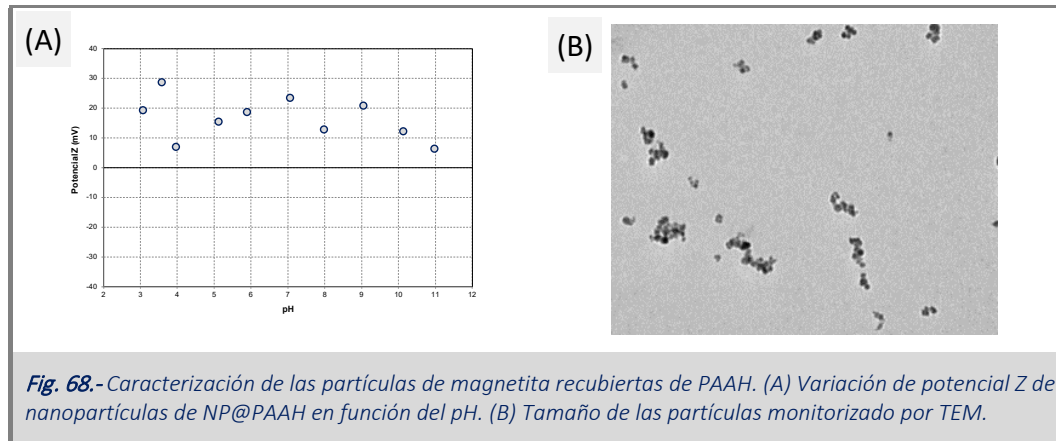 (A)
(B)
40
30
20
10
0
-10
-20
-30
-40
Potencial Z (mV)
2 3 4 5 6 7 8 9 10 11 12
pH
Fig. 68.- Caracterización de las partículas de magnetita recubiertas de PAAH. (A) Variación de potencial Z de
nanopartículas de NP@PAAH en función del pH. (B) Tamaño de las partículas monitorizado por TEM.